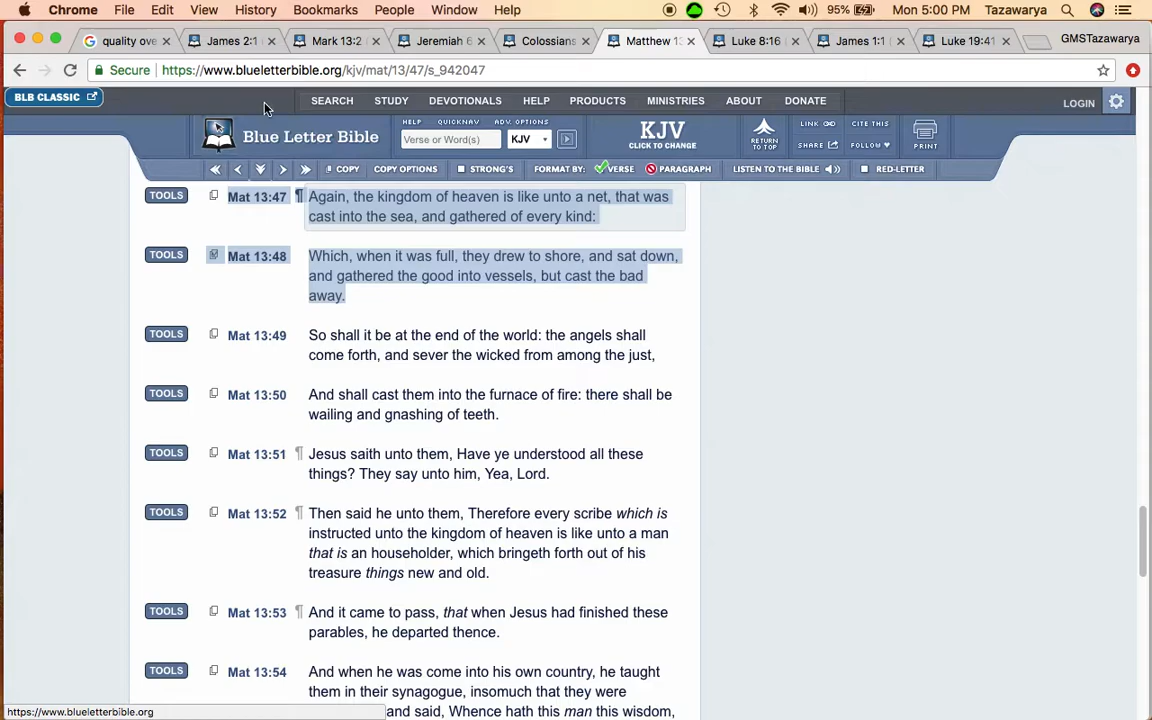 Chrome File Edit View History Bookmarks People Window Help 95% Mon 5:00 PM Tazawarya
quality ove James 2:1 Mark 13:2 Jeremiah 6 Colossians Matthew 13 Luke 8:16 James 1:1 Luke 19:41 GMSTazawarya
Secure https://www.blueletterbible.org/kjv/mat/13/47/s_942047
BLB CLASSIC SEARCH STUDY DEVOTIONALS HELP PRODUCTS MINISTRIES ABOUT DONATE LOGIN
HELP QUICKNAV ADV. OPTIONS LINK CITE THIS
Blue Letter Bible Verse or Word(s) KJV KJV
CLICK TO CHANGE RETURN TO TOP SHARE FOLLOW PRINT
COPY COPY OPTIONS STRONG'S FORMAT BY: VERSE PARAGRAPH LISTEN TO THE BIBLE RED-LETTER
TOOLS Mat 13:47 ¶ Again, the kingdom of heaven is like unto a net, that was
cast into the sea, and gathered of every kind:
TOOLS Mat 13:48 Which, when it was full, they drew to shore, and sat down,
and gathered the good into vessels, but cast the bad
away.
TOOLS Mat 13:49 So shall it be at the end of the world: the angels shall
come forth, and sever the wicked from among the just,
TOOLS Mat 13:50 And shall cast them into the furnace of fire: there shall be
wailing and gnashing of teeth.
TOOLS Mat 13:51 ¶ Jesus saith unto them, Have ye understood all these
things? They say unto him, Yea, Lord.
TOOLS Mat 13:52 Then said he unto them, Therefore every scribe which is
instructed unto the kingdom of heaven is like unto a man
that is an householder, which bringeth forth out of his
treasure things new and old.
TOOLS Mat 13:53 ¶ And it came to pass, that when Jesus had finished these
parables, he departed thence.
TOOLS Mat 13:54 And when he was come into his own country, he taught
them in their synagogue, insomuch that they were
and said, Whence hath this man this wisdom,
https://www.blueletterbible.org